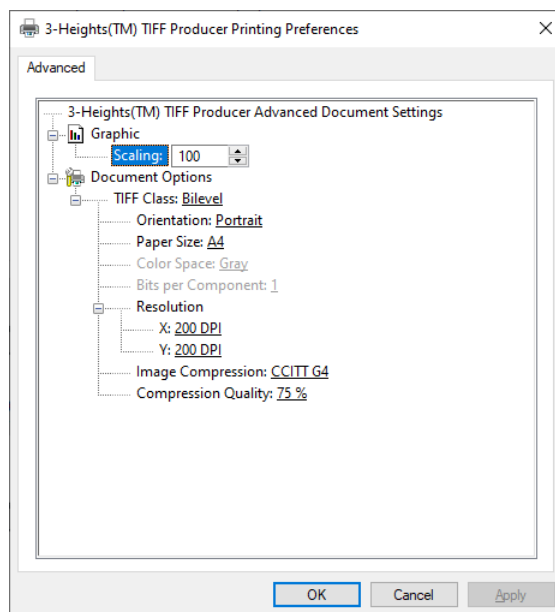 3-Heights(TM) TIFF Producer Printing Preferences
Advanced
3-Heights(TM) TIFF Producer Advanced Document Settings
Graphic
Scaling: 100
Document Options
TIFF Class: Bilevel
Orientation: Portrait
Paper Size: A4
Color Space: Gray
Bits per Component: 1
Resolution
X: 200 DPI
Y: 200 DPI
Image Compression: CCITT G4
Compression Quality: 75 %
OK Cancel Apply